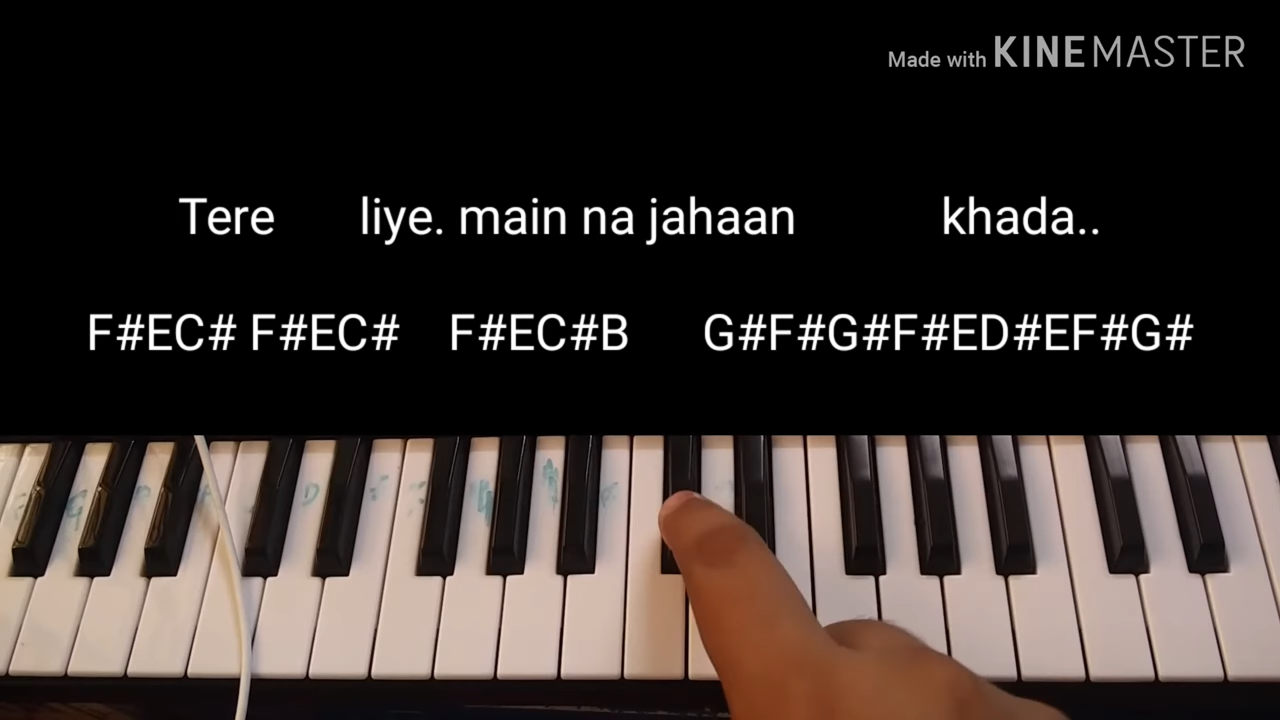 Made with KINEMASTER
Tere liye. main na jahaan khada..
F#EC# F#EC# F#EC#B G#F#G#F#ED#EF#G#